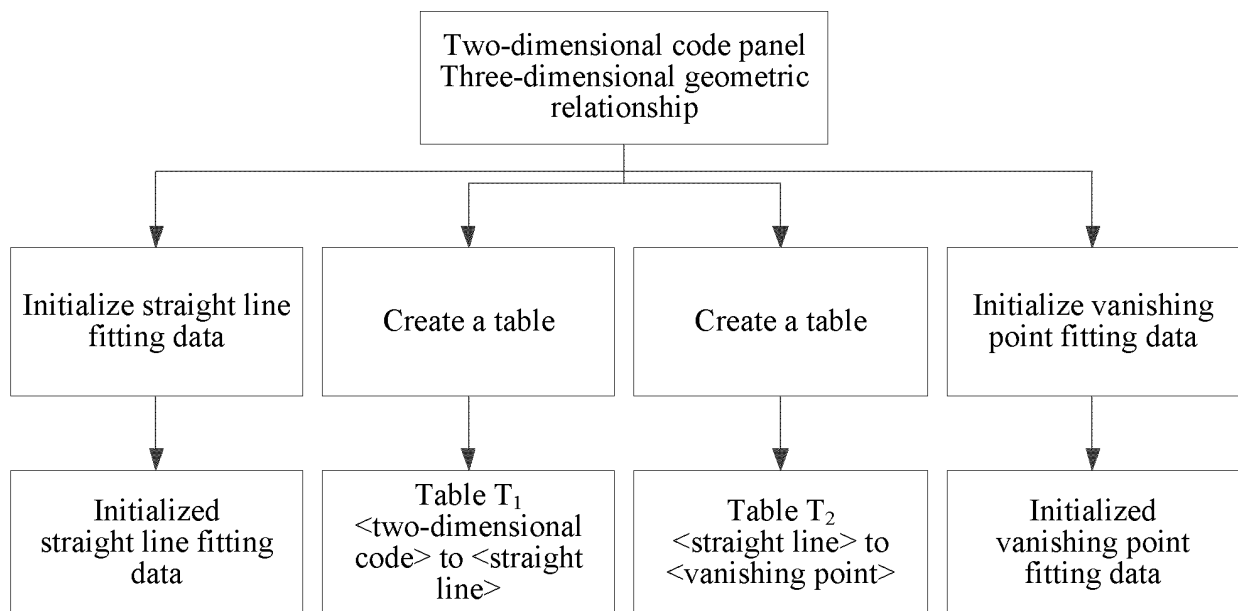 Two-dimensional code panel
Three-dimensional geometric
relationship
Initialize straight line
fitting data
Create a table
Create a table
Initialize vanishing
point fitting data
Initialized
straight line fitting
data
Table T₁
<two-dimensional
code> to <straight
line>
Table T₂
<straight line> to
<vanishing point>
Initialized
vanishing point
fitting data